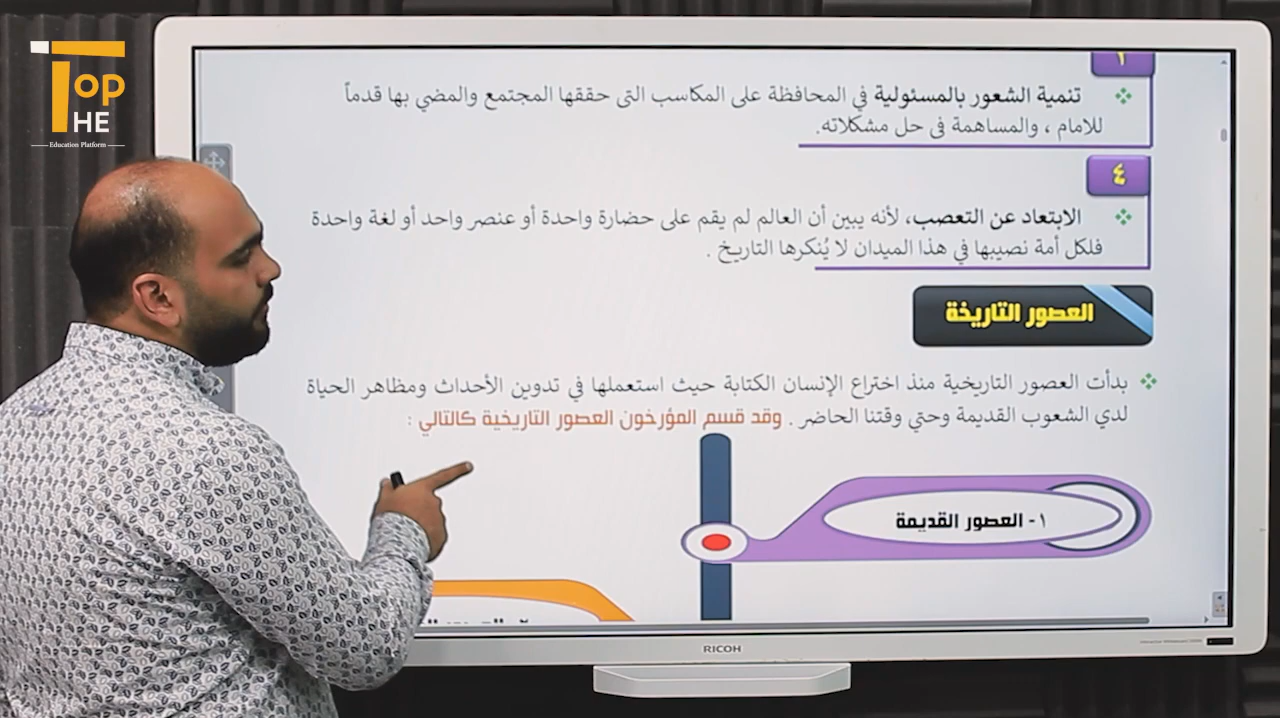 TOP
THE
Education Platform
تنمية الشعور بالمسئولية في المحافظة على المكاسب التى حققها المجتمع والمضي بها قدماً
للامام ، والمساهمة فى حل مشكلاته.
٤
الابتعاد عن التعصب، لأنه يبين أن العالم لم يقم على حضارة واحدة أو عنصر واحد أو لغة واحدة
فلكل أمة نصيبها في هذا الميدان لا يُنكرها التاريخ .
العصور التاريخة
بدأت العصور التاريخية منذ اختراع الإنسان الكتابة حيث استعملها في تدوين الأحداث ومظاهر الحياة
لدي الشعوب القديمة وحتي وقتنا الحاضر . وقد قسم المؤرخون العصور التاريخية كالتالي :
١- العصور القديمة
RICOH